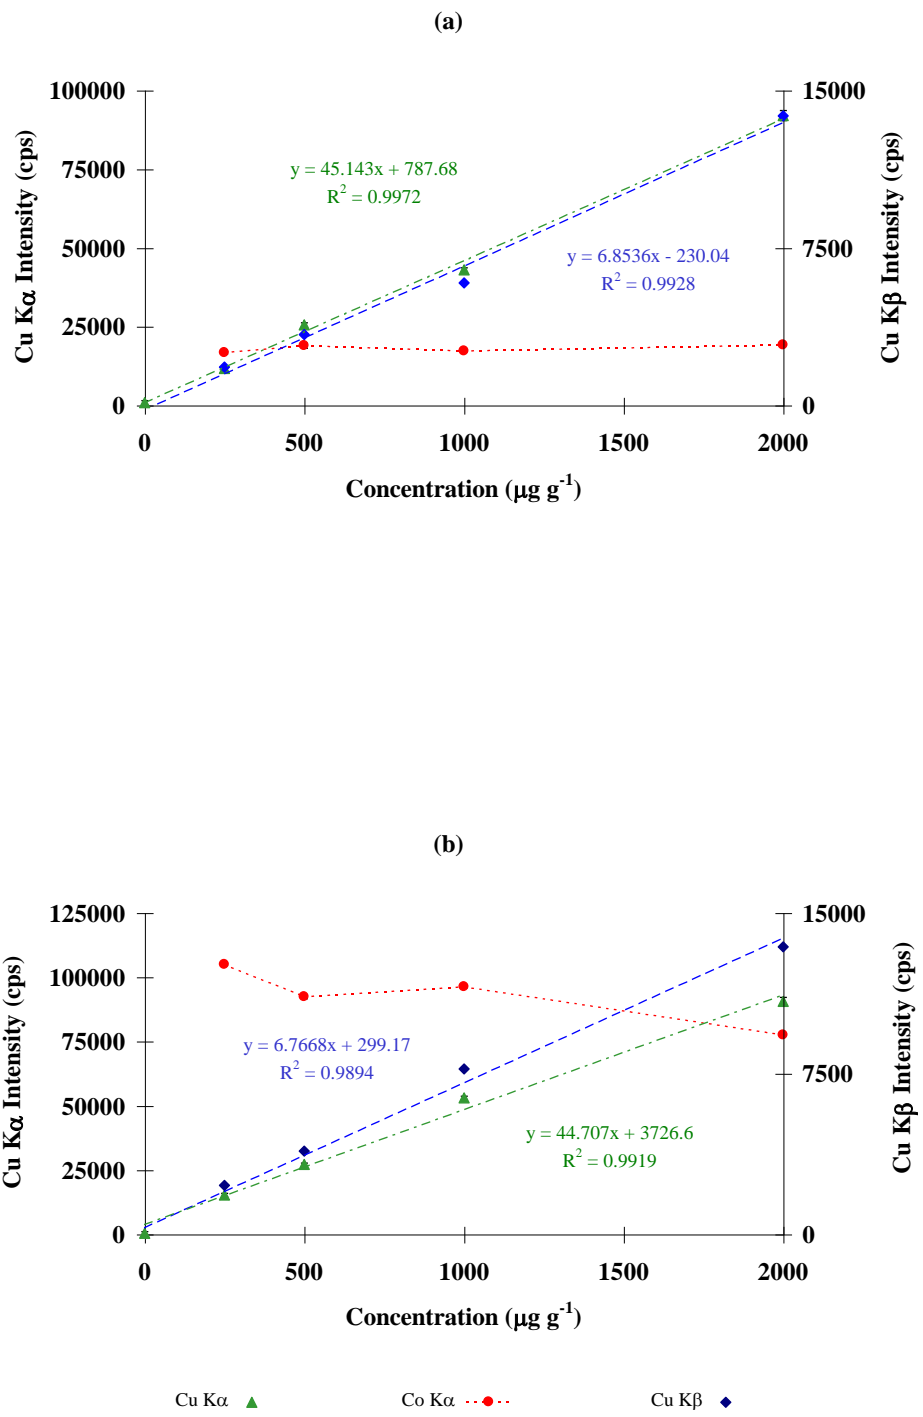 (a)
100000
75000
50000
25000
0
Cu Kα Intensity (cps)
15000
7500
0
Cu Kβ Intensity (cps)
y = 45.143x + 787.68
R² = 0.9972
y = 6.8536x - 230.04
R² = 0.9928
0 500 1000 1500 2000
Concentration (μg g⁻¹)
(b)
125000
100000
75000
50000
25000
0
Cu Kα Intensity (cps)
15000
7500
0
Cu Kβ Intensity (cps)
y = 6.7668x + 299.17
R² = 0.9894
y = 44.707x + 3726.6
R² = 0.9919
0 500 1000 1500 2000
Concentration (μg g⁻¹)
Cu Kα Co Kα Cu Kβ